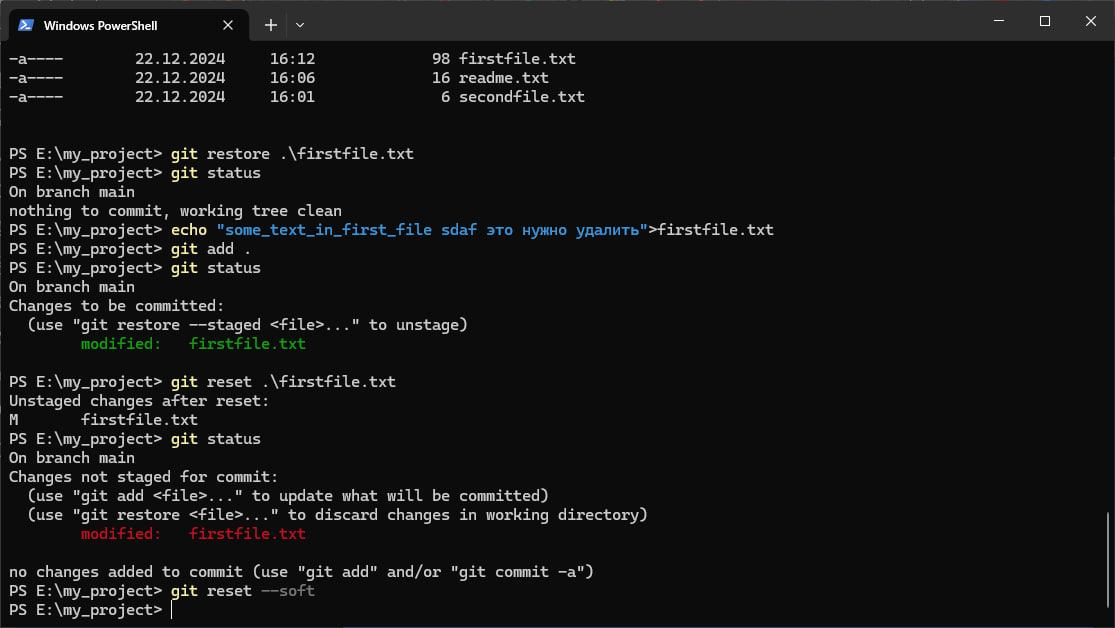 Windows PowerShell
-a---- 22.12.2024 16:12 98 firstfile.txt
-a---- 22.12.2024 16:06 16 readme.txt
-a---- 22.12.2024 16:01 6 secondfile.txt
PS E:\my_project> git restore .\firstfile.txt
PS E:\my_project> git status
On branch main
nothing to commit, working tree clean
PS E:\my_project> echo "some_text_in_first_file sdaf это нужно удалить">firstfile.txt
PS E:\my_project> git add .
PS E:\my_project> git status
On branch main
Changes to be committed:
  (use "git restore --staged <file>..." to unstage)
        modified:   firstfile.txt
PS E:\my_project> git reset .\firstfile.txt
Unstaged changes after reset:
M       firstfile.txt
PS E:\my_project> git status
On branch main
Changes not staged for commit:
  (use "git add <file>..." to update what will be committed)
  (use "git restore <file>..." to discard changes in working directory)
        modified:   firstfile.txt
no changes added to commit (use "git add" and/or "git commit -a")
PS E:\my_project> git reset --soft
PS E:\my_project>